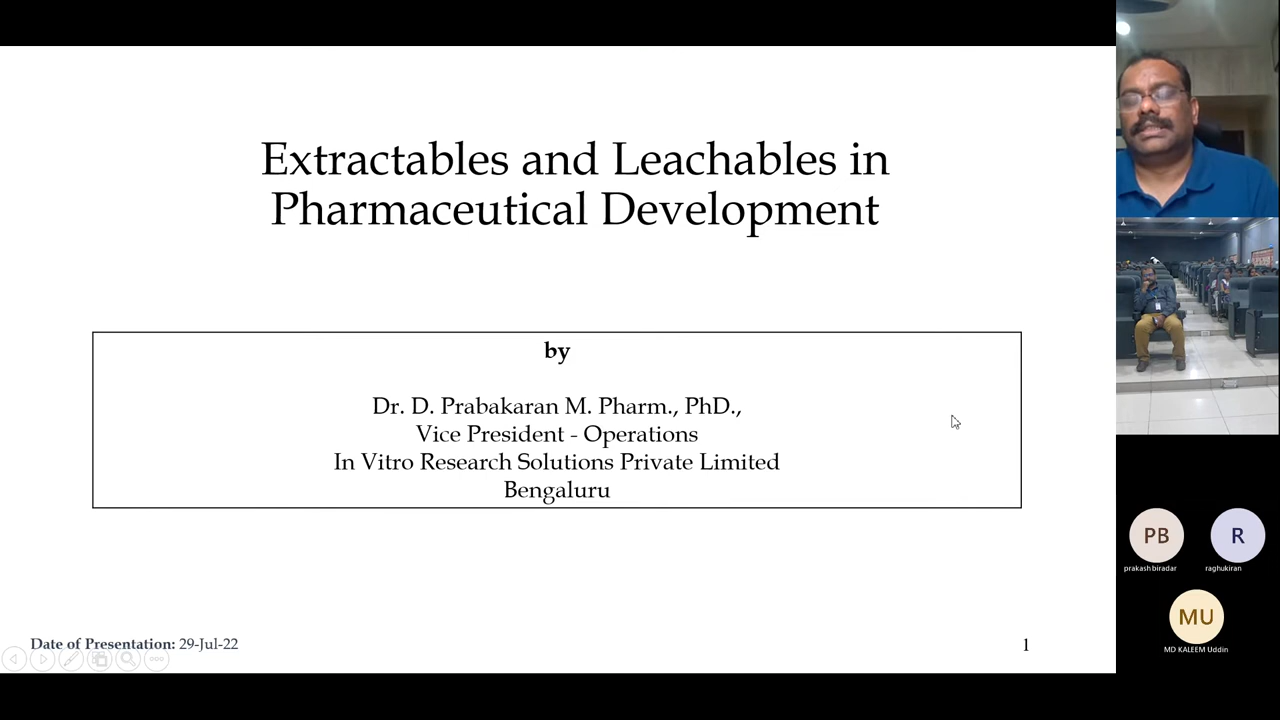 Extractables and Leachables in
Pharmaceutical Development
by
Dr. D. Prabakaran M. Pharm., PhD.,
Vice President - Operations
In Vitro Research Solutions Private Limited
Bengaluru
Date of Presentation: 29-Jul-22
1
PB
R
prakash biradar
raghukiran
MU
MD KALEEM Uddin